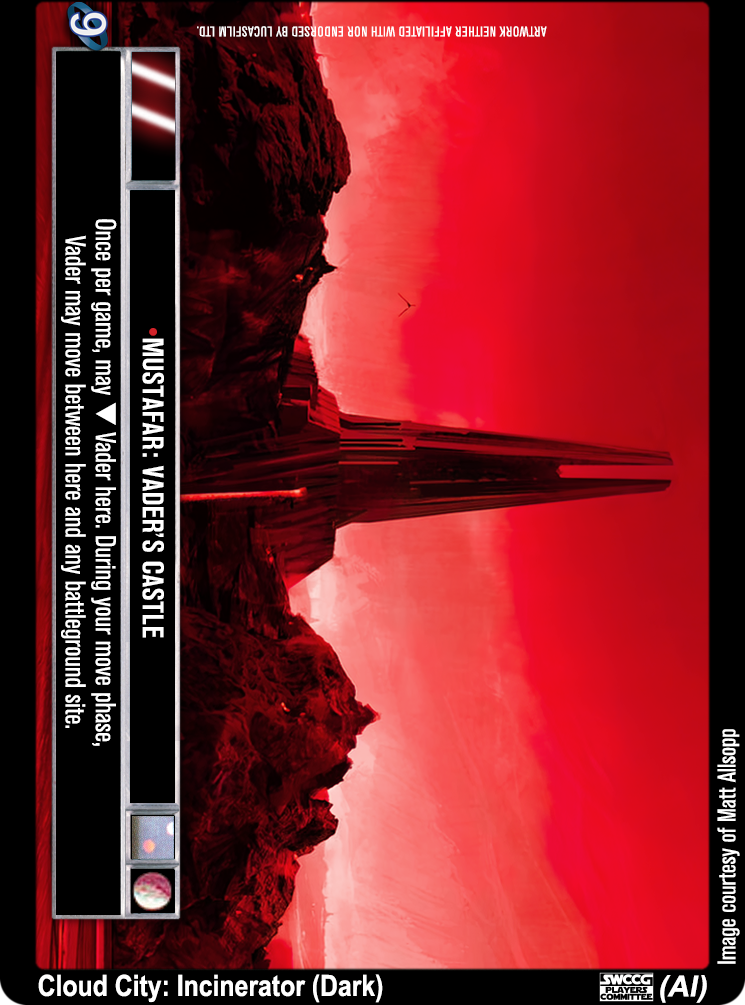 ARTWORK NEITHER AFFILIATED WITH NOR ENDORSED BY LUCASFILM LTD.
9
•MUSTAFAR: VADER'S CASTLE
Once per game, may ▼ Vader here. During your move phase,
Vader may move between here and any battleground site.
Image courtesy of Matt Allsopp
Cloud City: Incinerator (Dark)
SWCCG
PLAYERS
COMMITTEE
(AI)